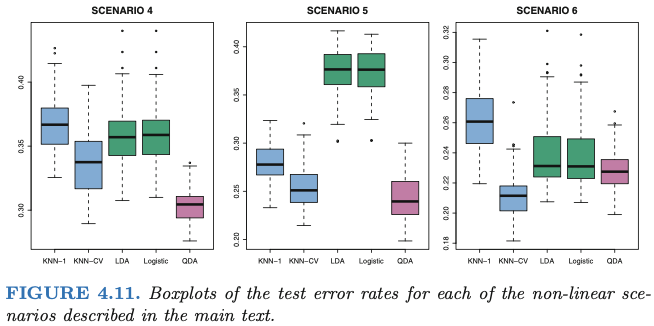 SCENARIO 4
SCENARIO 5
SCENARIO 6
0.40
0.35
0.30
KNN−1 KNN−CV LDA Logistic QDA
0.40
0.35
0.30
0.25
0.20
KNN−1 KNN−CV LDA Logistic QDA
0.32
0.30
0.28
0.26
0.24
0.22
0.20
0.18
KNN−1 KNN−CV LDA Logistic QDA
FIGURE 4.11. Boxplots of the test error rates for each of the non-linear sce-
narios described in the main text.